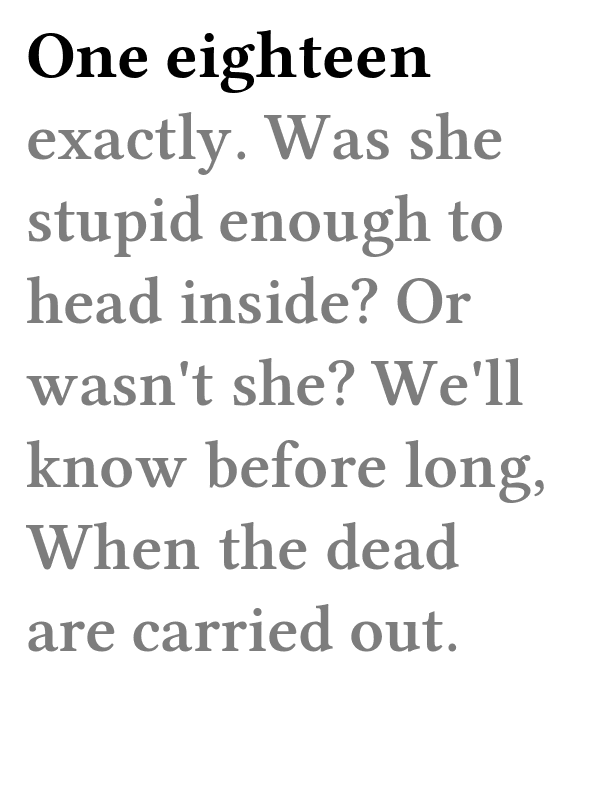 One eighteen
exactly. Was she
stupid enough to
head inside? Or
wasn't she? We'll
know before long,
When the dead
are carried out.